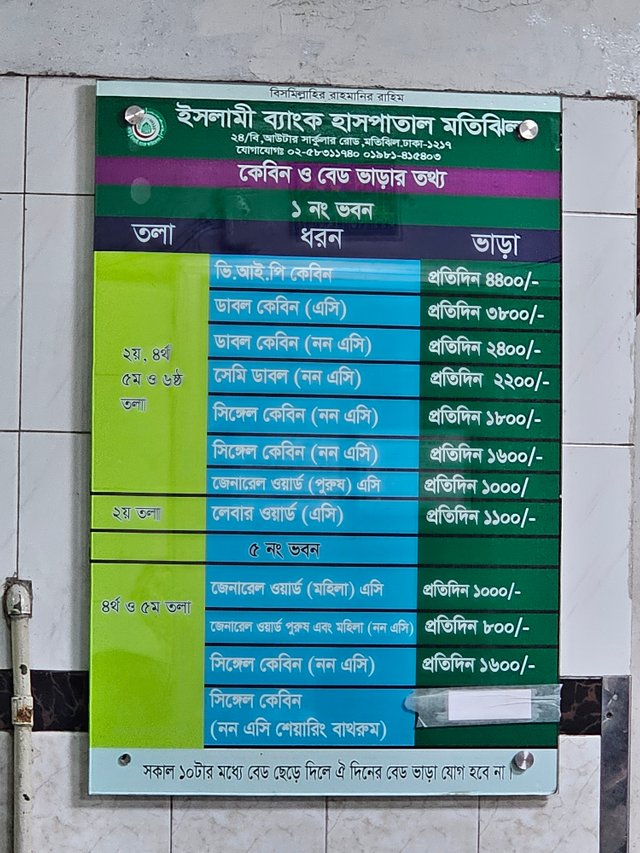 বিসমিল্লাহির রাহমানির রাহিম
ইসলামী ব্যাংক হাসপাতাল মতিঝিল
২৪/বি,আউটার সার্কুলার রোড,মতিঝিল,ঢাকা-১২১৭
যোগাযোগঃ ০২-৫৮৩১১৭৪০ ০১৯৮১-৪১৫৪০৩
কেবিন ও বেড ভাড়ার তথ্য
১ নং ভবন
তলা ধরন ভাড়া
২য়, ৪র্থ
৫ম ও ৬ষ্ঠ
তলা
ভি.আই.পি কেবিন প্রতিদিন ৪৪০০/-
ডাবল কেবিন (এসি) প্রতিদিন ৩৮০০/-
ডাবল কেবিন (নন এসি) প্রতিদিন ২৪০০/-
সেমি ডাবল (নন এসি) প্রতিদিন ২২০০/-
সিঙ্গেল কেবিন (নন এসি) প্রতিদিন ১৮০০/-
সিঙ্গেল কেবিন (নন এসি) প্রতিদিন ১৬০০/-
জেনারেল ওয়ার্ড (পুরুষ) এসি প্রতিদিন ১০০০/
২য় তলা লেবার ওয়ার্ড (এসি) প্রতিদিন ১১০০/-
৫ নং ভবন
৪র্থ ও ৫ম তলা
জেনারেল ওয়ার্ড (মহিলা) এসি প্রতিদিন ১০০০/-
জেনারেল ওয়ার্ড পুরুষ এবং মহিলা (নন এসি) প্রতিদিন ৮০০/-
সিঙ্গেল কেবিন (নন এসি) প্রতিদিন ১৬০০/-
সিঙ্গেল কেবিন
(নন এসি শেয়ারিং বাথরুম)
সকাল ১০টার মধ্যে বেড ছেড়ে দিলে ঐ দিনের বেড ভাড়া যোগ হবে না।